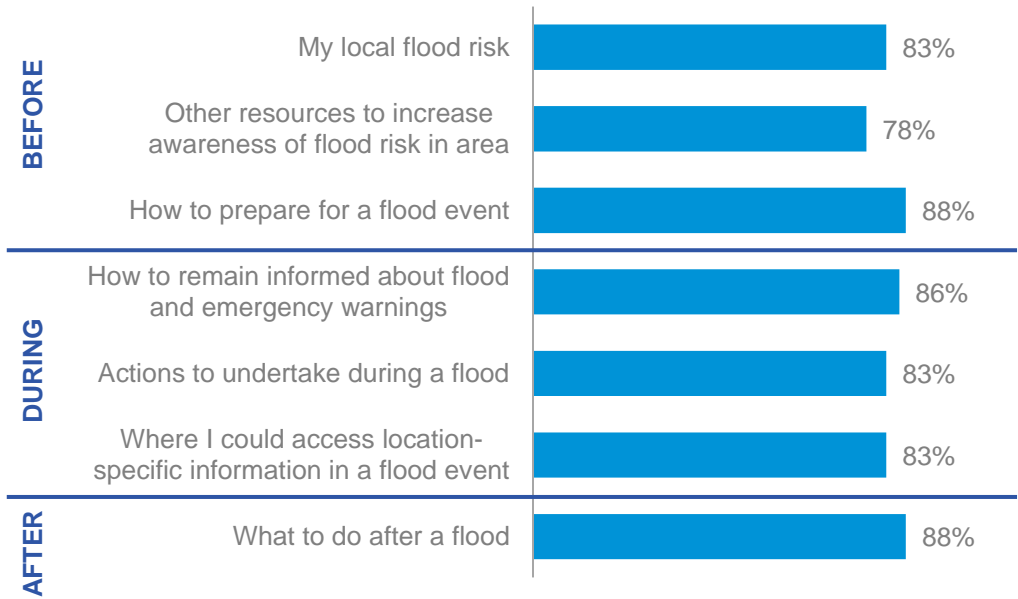 BEFORE
My local flood risk
83%
Other resources to increase
awareness of flood risk in area
78%
How to prepare for a flood event
88%
DURING
How to remain informed about flood
and emergency warnings
86%
Actions to undertake during a flood
83%
Where I could access location-
specific information in a flood event
83%
AFTER
What to do after a flood
88%